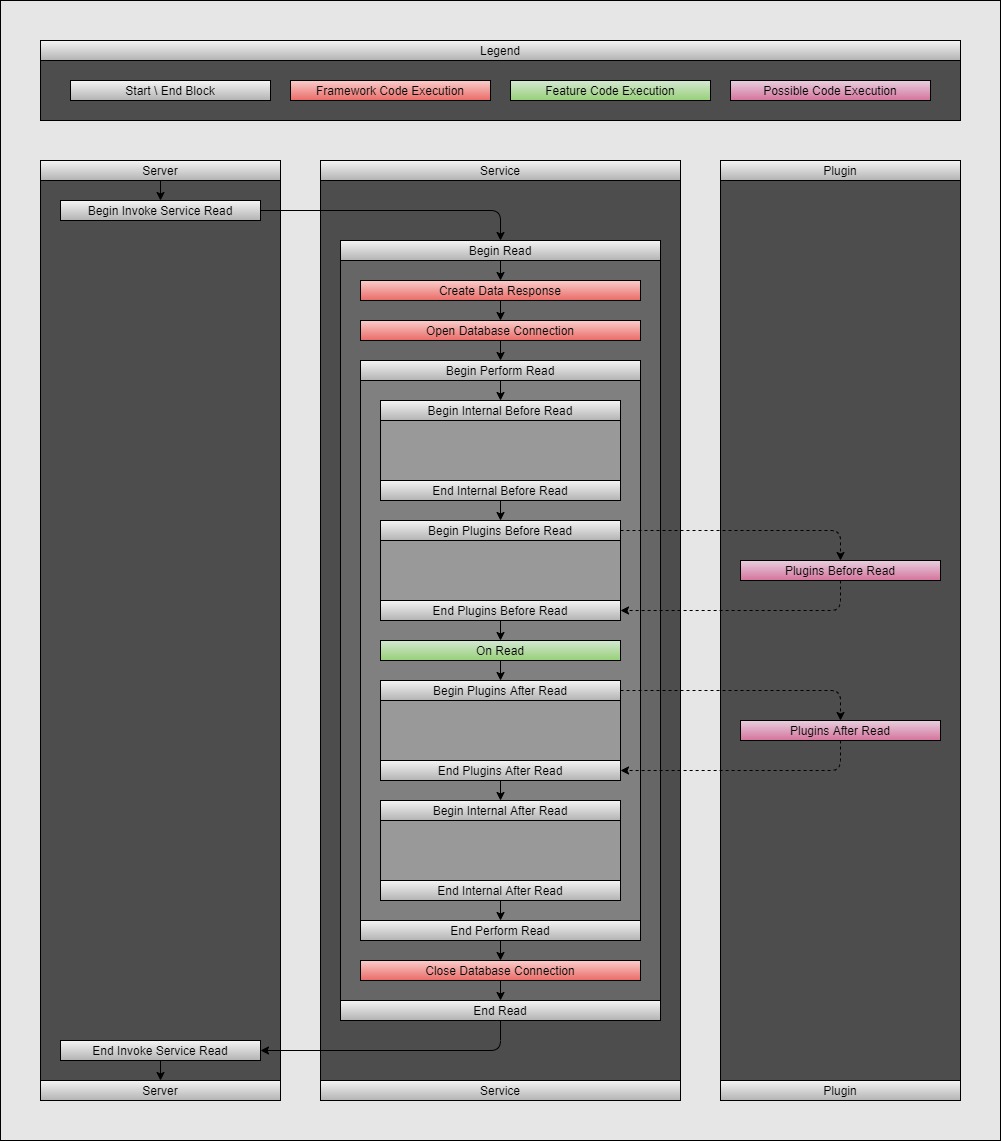 Legend
Start \ End Block
Framework Code Execution
Feature Code Execution
Possible Code Execution
Server
Service
Plugin
Begin Invoke Service Read
Begin Read
Create Data Response
Open Database Connection
Begin Perform Read
Begin Internal Before Read
End Internal Before Read
Begin Plugins Before Read
Plugins Before Read
End Plugins Before Read
On Read
Begin Plugins After Read
Plugins After Read
End Plugins After Read
Begin Internal After Read
End Internal After Read
End Perform Read
Close Database Connection
End Read
End Invoke Service Read
Server
Service
Plugin